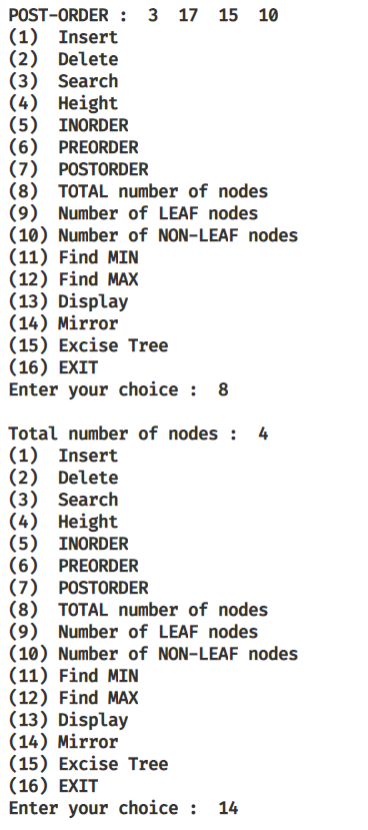 POST-ORDER :  3  17  15  10
(1)  Insert
(2)  Delete
(3)  Search
(4)  Height
(5)  INORDER
(6)  PREORDER
(7)  POSTORDER
(8)  TOTAL number of nodes
(9)  Number of LEAF nodes
(10) Number of NON-LEAF nodes
(11) Find MIN
(12) Find MAX
(13) Display
(14) Mirror
(15) Excise Tree
(16) EXIT
Enter your choice :  8

Total number of nodes :  4
(1)  Insert
(2)  Delete
(3)  Search
(4)  Height
(5)  INORDER
(6)  PREORDER
(7)  POSTORDER
(8)  TOTAL number of nodes
(9)  Number of LEAF nodes
(10) Number of NON-LEAF nodes
(11) Find MIN
(12) Find MAX
(13) Display
(14) Mirror
(15) Excise Tree
(16) EXIT
Enter your choice :  14